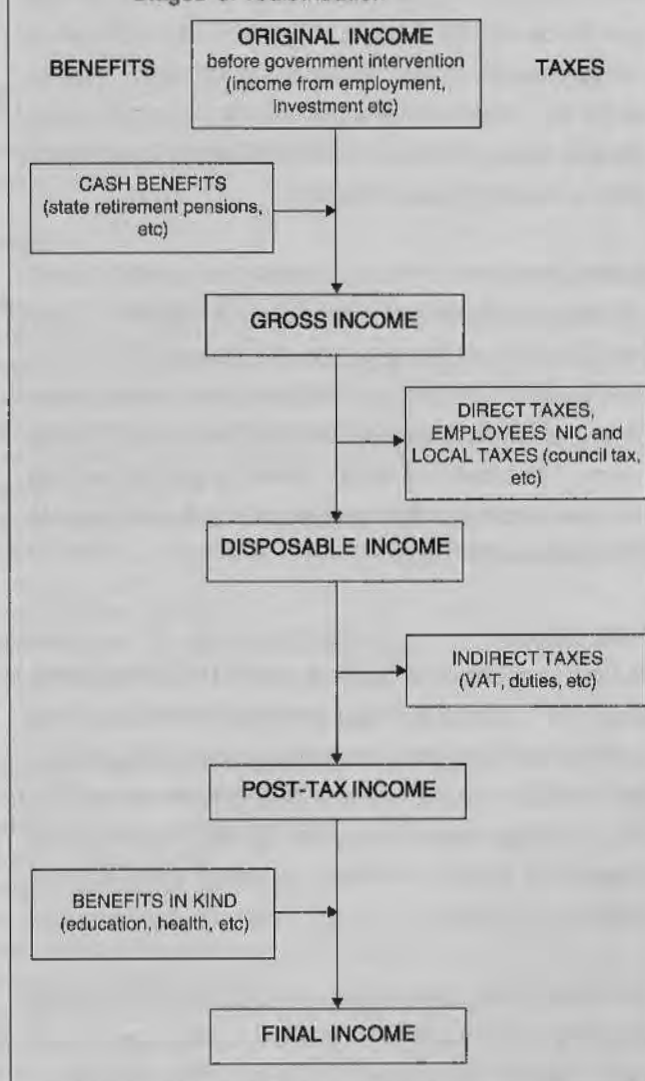 ORIGINAL INCOME
before government intervention
(income from employment,
investment etc)
BENEFITS
TAXES
CASH BENEFITS
(state retirement pensions,
etc)
GROSS INCOME
DIRECT TAXES,
EMPLOYEES NIC and
LOCAL TAXES (council tax,
etc)
DISPOSABLE INCOME
INDIRECT TAXES
(VAT, duties, etc)
POST-TAX INCOME
BENEFITS IN KIND
(education, health, etc)
FINAL INCOME